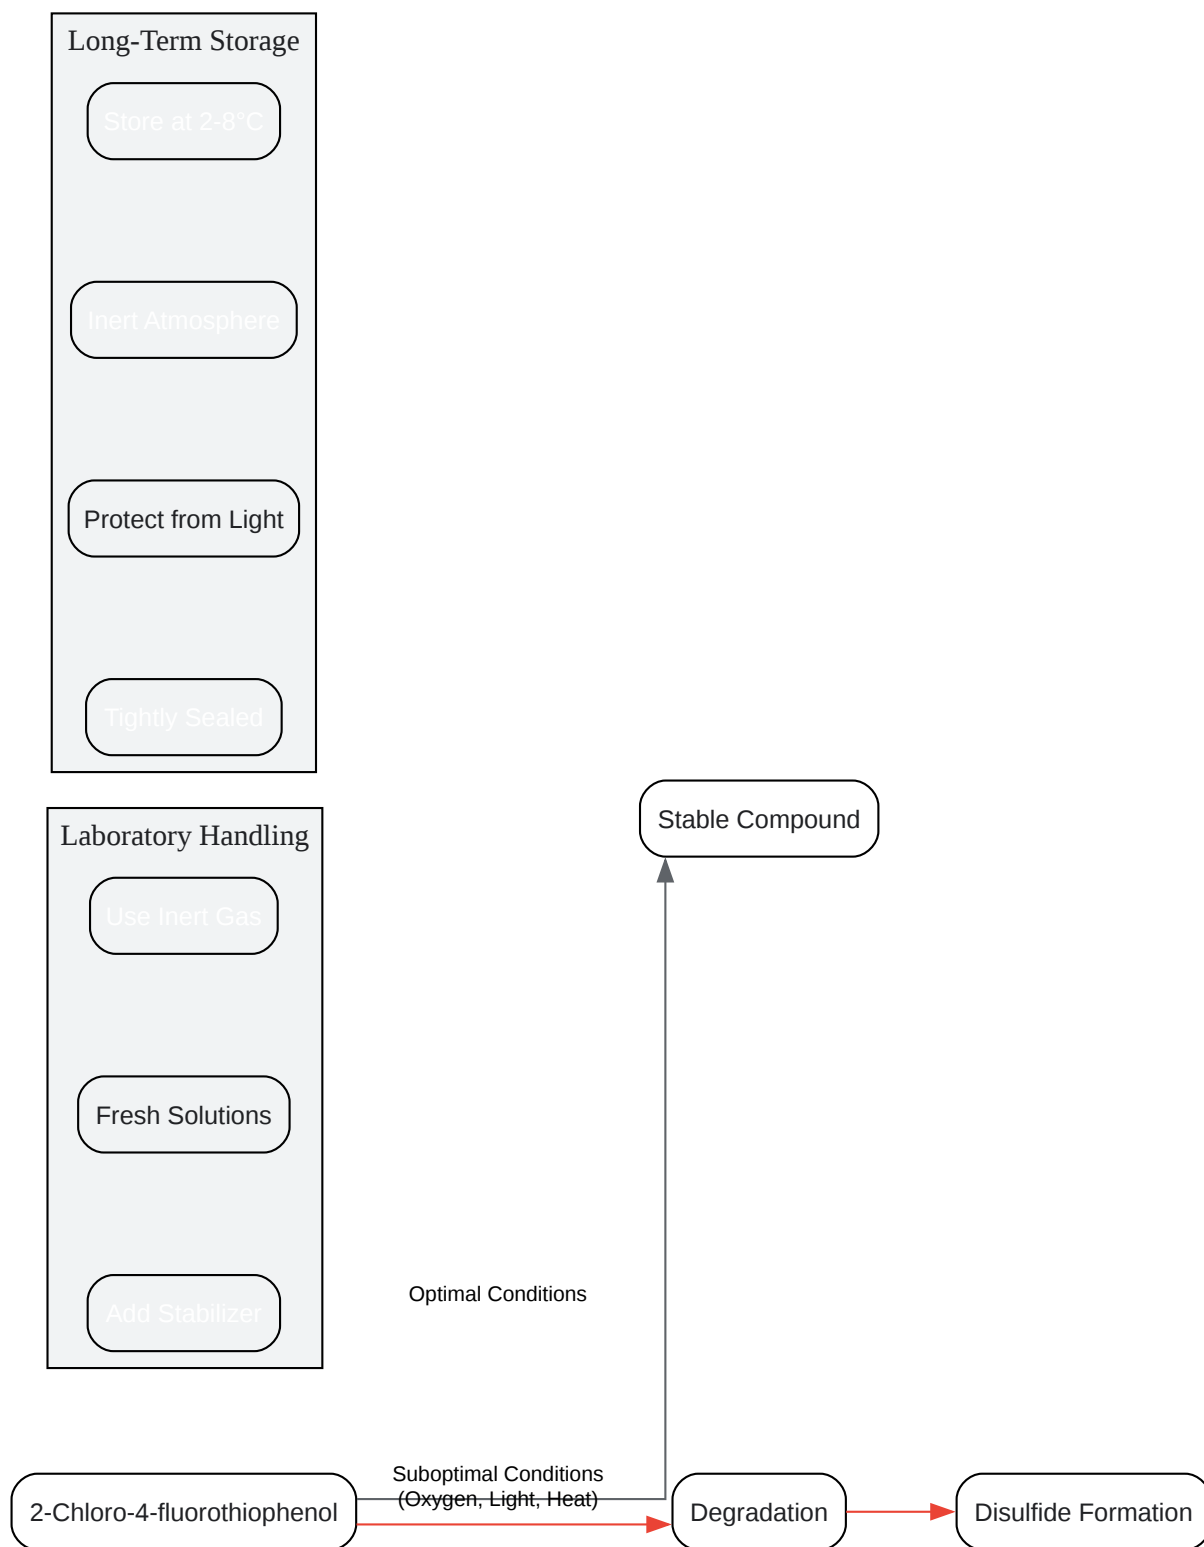 Long-Term Storage
Store at 2-8°C
Inert Atmosphere
Protect from Light
Tightly Sealed
Laboratory Handling
Use Inert Gas
Fresh Solutions
Add Stabilizer
Stable Compound
Optimal Conditions
Suboptimal Conditions
(Oxygen, Light, Heat)
2-Chloro-4-fluorothiophenol
Degradation
Disulfide Formation